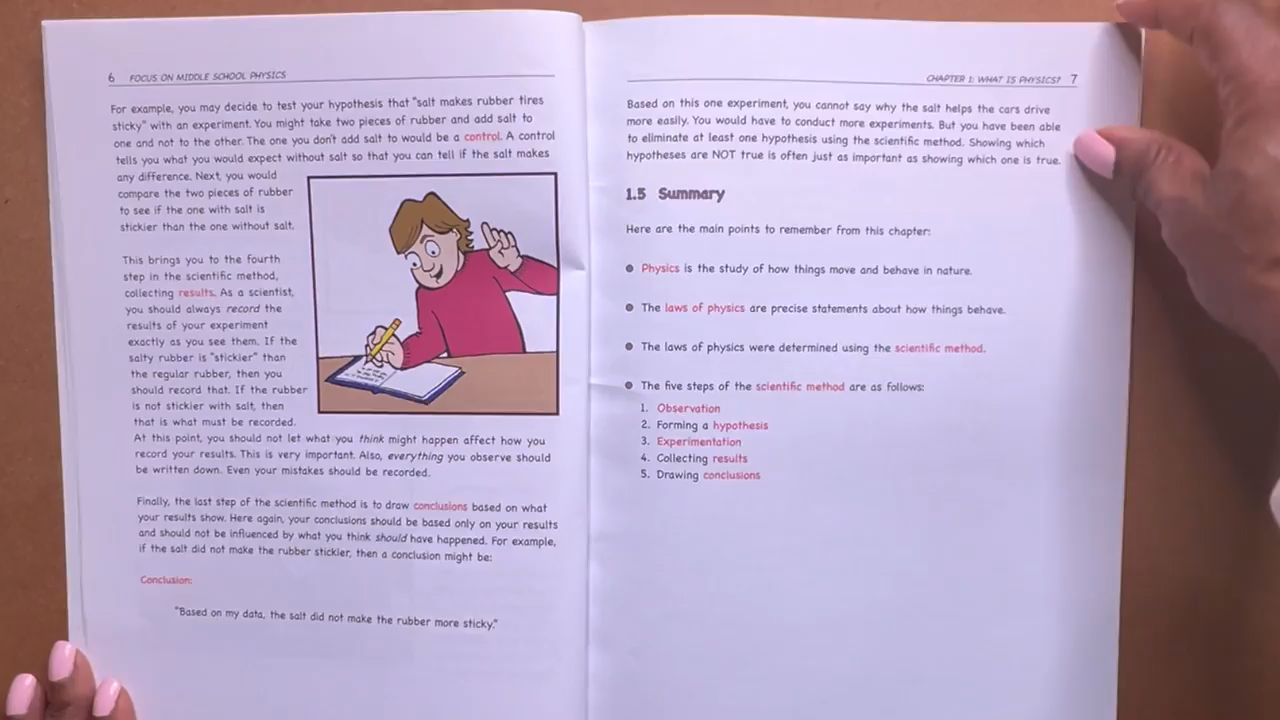 6 FOCUS ON MIDDLE SCHOOL PHYSICS
For example, you may decide to test your hypothesis that "salt makes rubber tires
sticky" with an experiment. You might take two pieces of rubber and add salt to
one and not to the other. The one you don't add salt to would be a control. A control
tells you what you would expect without salt so that you can tell if the salt makes
any difference. Next, you would
compare the two pieces of rubber
to see if the one with salt is
stickier than the one without salt.
This brings you to the fourth
step in the scientific method,
collecting results. As a scientist,
you should always record the
results of your experiment
exactly as you see them. If the
salty rubber is "stickier" than
the regular rubber, then you
should record that. If the rubber
is not stickier with salt, then
that is what must be recorded.
At this point, you should not let what you think might happen affect how you
record your results. This is very important. Also, everything you observe should
be written down. Even your mistakes should be recorded.
Finally, the last step of the scientific method is to draw conclusions based on what
your results show. Here again, your conclusions should be based only on your results
and should not be influenced by what you think should have happened. For example,
if the salt did not make the rubber stickier, then a conclusion might be:
Conclusion:
"Based on my data, the salt did not make the rubber more sticky."
CHAPTER 1: WHAT IS PHYSICS? 7
Based on this one experiment, you cannot say why the salt helps the cars drive
more easily. You would have to conduct more experiments. But you have been able
to eliminate at least one hypothesis using the scientific method. Showing which
hypotheses are NOT true is often just as important as showing which one is true.
1.5 Summary
Here are the main points to remember from this chapter:
● Physics is the study of how things move and behave in nature.
● The laws of physics are precise statements about how things behave.
● The laws of physics were determined using the scientific method.
● The five steps of the scientific method are as follows:
1. Observation
2. Forming a hypothesis
3. Experimentation
4. Collecting results
5. Drawing conclusions